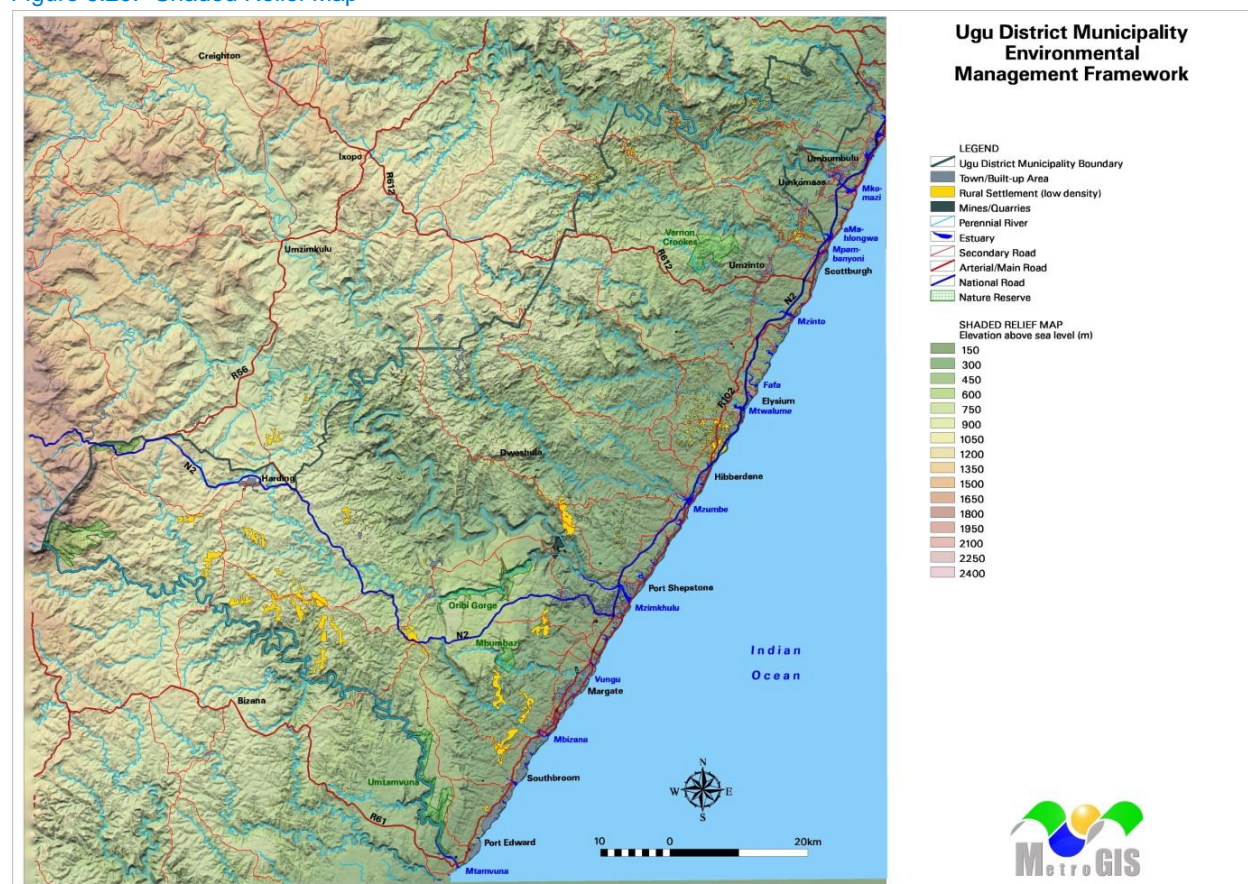 Figure Shaded Relief Map
Ugu District Municipality
Environmental
Management Framework
LEGEND
Ugu District Municipality Boundary
Town/Built-up Area
Rural Settlement (low density)
Mines/Quarries
Perennial River
Estuary
Secondary Road
Arterial/Main Road
National Road
Nature Reserve
SHADED RELIEF MAP
Elevation above sea level (m)
150
300
450
600
750
900
1050
1200
1350
1500
1650
1800
1950
2100
2250
2400
Creighton
Ixopo
R612
Umbumbulu
Umkomaas
Mko-
mazi
Vernon
Crookes
aMa-
hlongwa
Mpam-
banyoni
Umzimkulu
R612
Umzinto
Scottburgh
N2
Mzinto
R56
Fafa
R102
Elysium
Mtwalume
Dweshula
N2
Harding
Hibberdene
Mzumbe
Port Shepstone
Oribi Gorge
Mzimkhulu
N2
Mbumbazi
Indian
Ocean
Vungu
Margate
Bizana
Mbizana
Southbroom
Umtamvuna
R61
Port Edward
Mtamvuna
N
W E
S
10 0 20km
MetroGIS